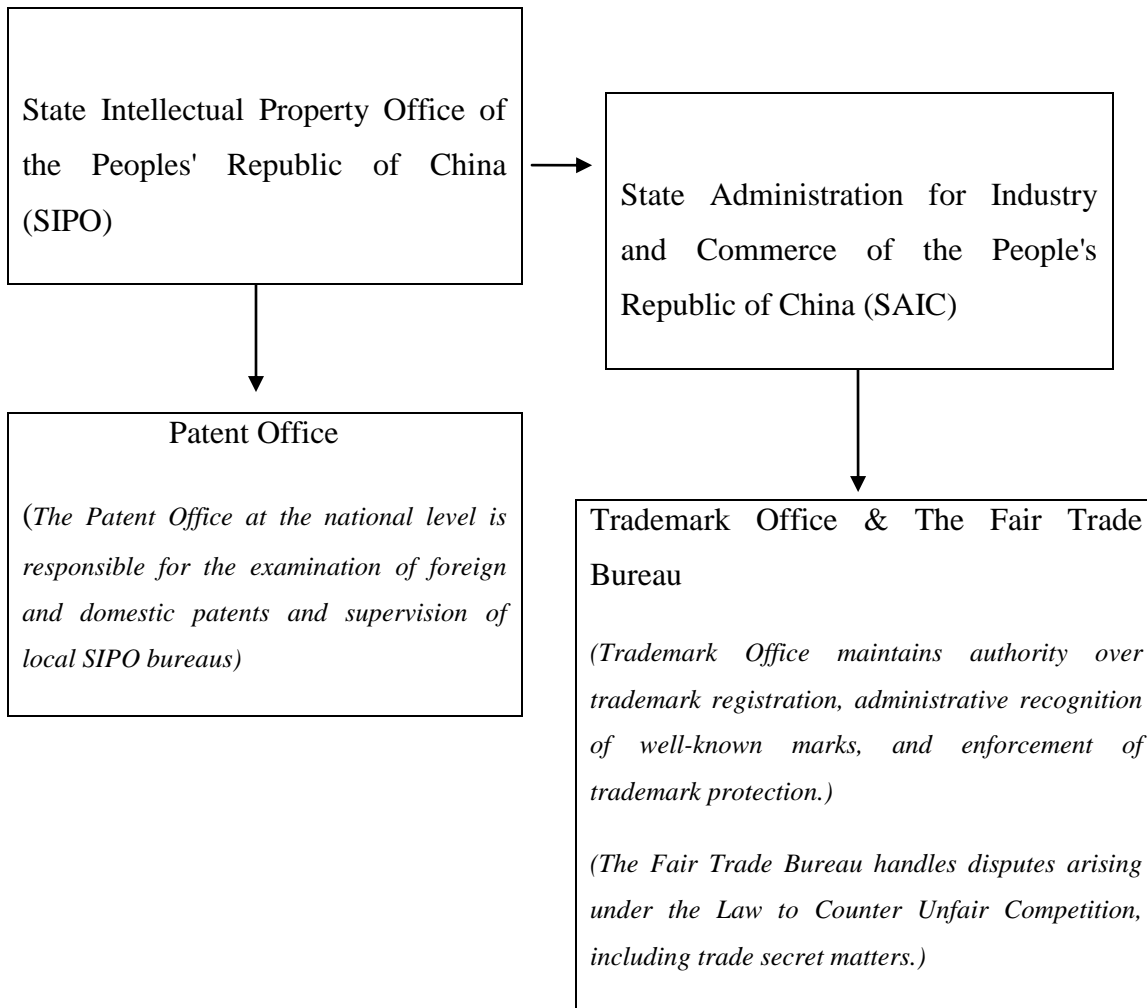 State Intellectual Property Office of
the Peoples' Republic of China
(SIPO)
State Administration for Industry
and Commerce of the People's
Republic of China (SAIC)
Patent Office
(The Patent Office at the national level is
responsible for the examination of foreign
and domestic patents and supervision of
local SIPO bureaus)
Trademark Office & The Fair Trade
Bureau
(Trademark Office maintains authority over
trademark registration, administrative recognition
of well-known marks, and enforcement of
trademark protection.)
(The Fair Trade Bureau handles disputes arising
under the Law to Counter Unfair Competition,
including trade secret matters.)